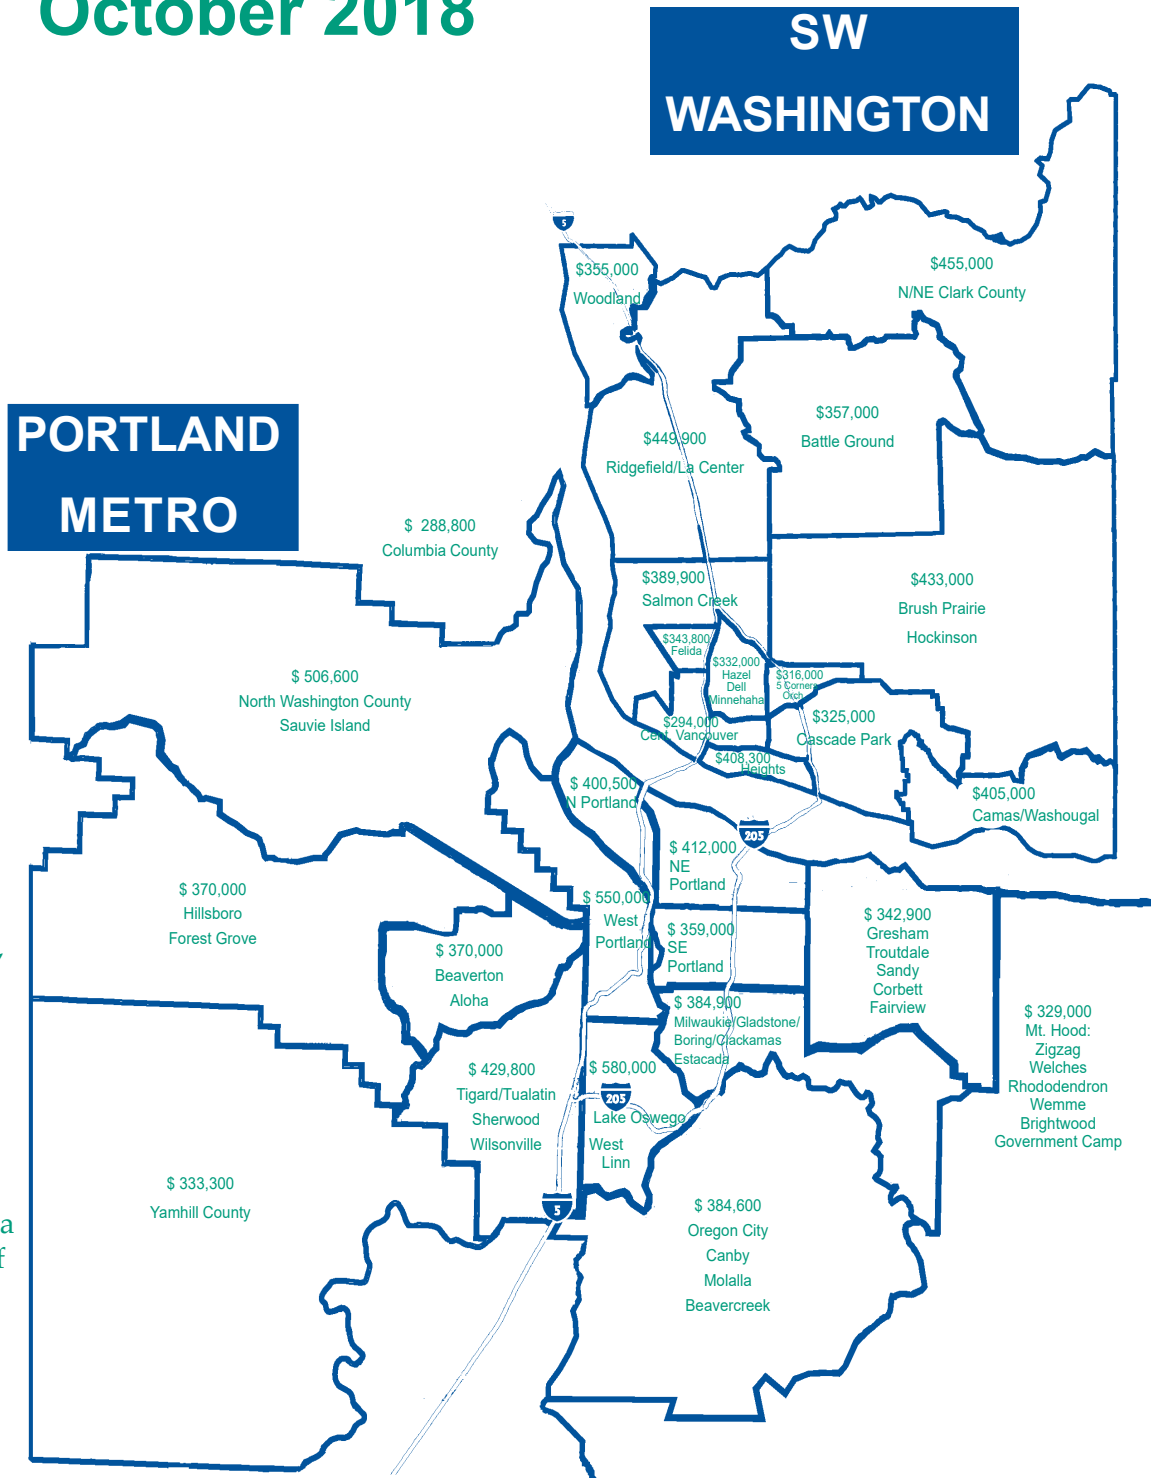 October 2018
SW
WASHINGTON
5
$355,000
Woodland
$455,000
N/NE Clark County
$357,000
Battle Ground
$449,900
Ridgefield/La Center
PORTLAND
METRO
$ 288,800
Columbia County
$389,900
Salmon Creek
$433,000
Brush Prairie
Hockinson
$343,800
Felida
$332,000
Hazel
Dell
Minnehaha
$316,000
5 Corners
Orch
$ 506,600
North Washington County
Sauvie Island
$294,000
Cent. Vancouver
$325,000
Cascade Park
$408,300
Heights
$405,000
Camas/Washougal
$ 400,500
N Portland
205
$ 412,000
NE
Portland
$ 370,000
Hillsboro
Forest Grove
$ 550,000
West
Portland
$ 359,000
SE
Portland
$ 342,900
Gresham
Troutdale
Sandy
Corbett
Fairview
$ 370,000
Beaverton
Aloha
$ 384,900
Milwaukie/Gladstone/
Boring/Clackamas
Estacada
$ 329,000
Mt. Hood:
Zigzag
Welches
Rhododendron
Wemme
Brightwood
Government Camp
$ 429,800
Tigard/Tualatin
Sherwood
Wilsonville
$ 580,000
205
Lake Oswego
West
Linn
$ 333,300
Yamhill County
5
$ 384,600
Oregon City
Canby
Molalla
Beavercreek
a
f